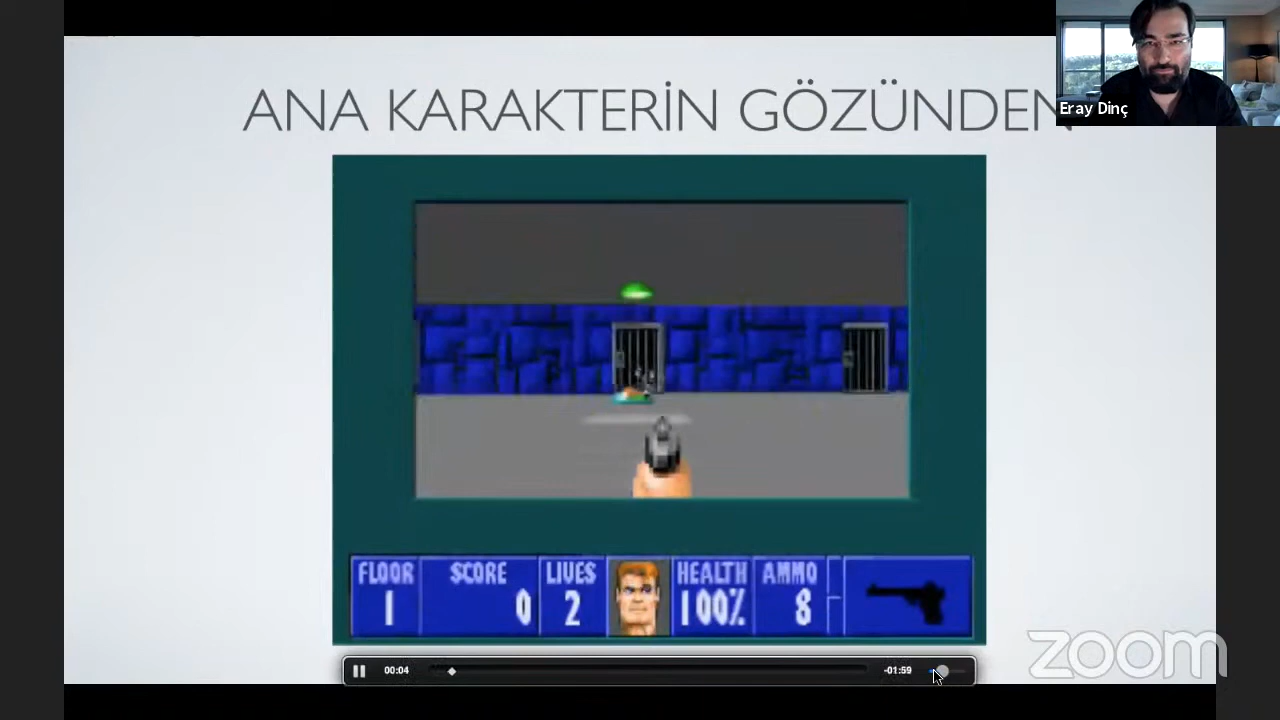 ANA KARAKTERİN GÖZÜNDEN
Eray Dinç
FLOOR SCORE LIVES HEALTH AMMO
1 0 2 100% 8
00:04 -01:59
zoom